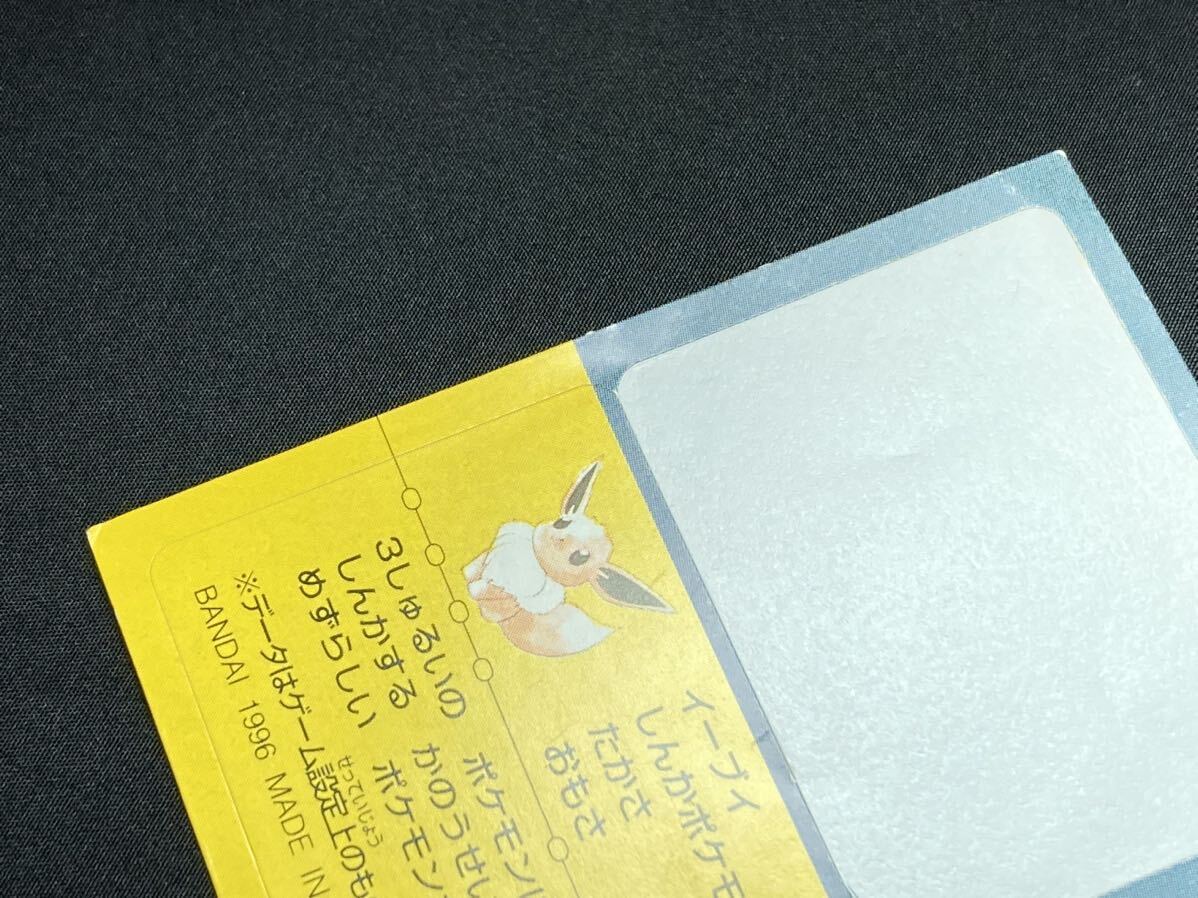 イーブイ
しんかポケモ
たかさ
おもさ
3しゅるいの ポケモンに
しんかする かのうせい
めずらしい ポケモン
せっていじょう
※データはゲーム設定上のも
BANDAI 1996 MADE IN